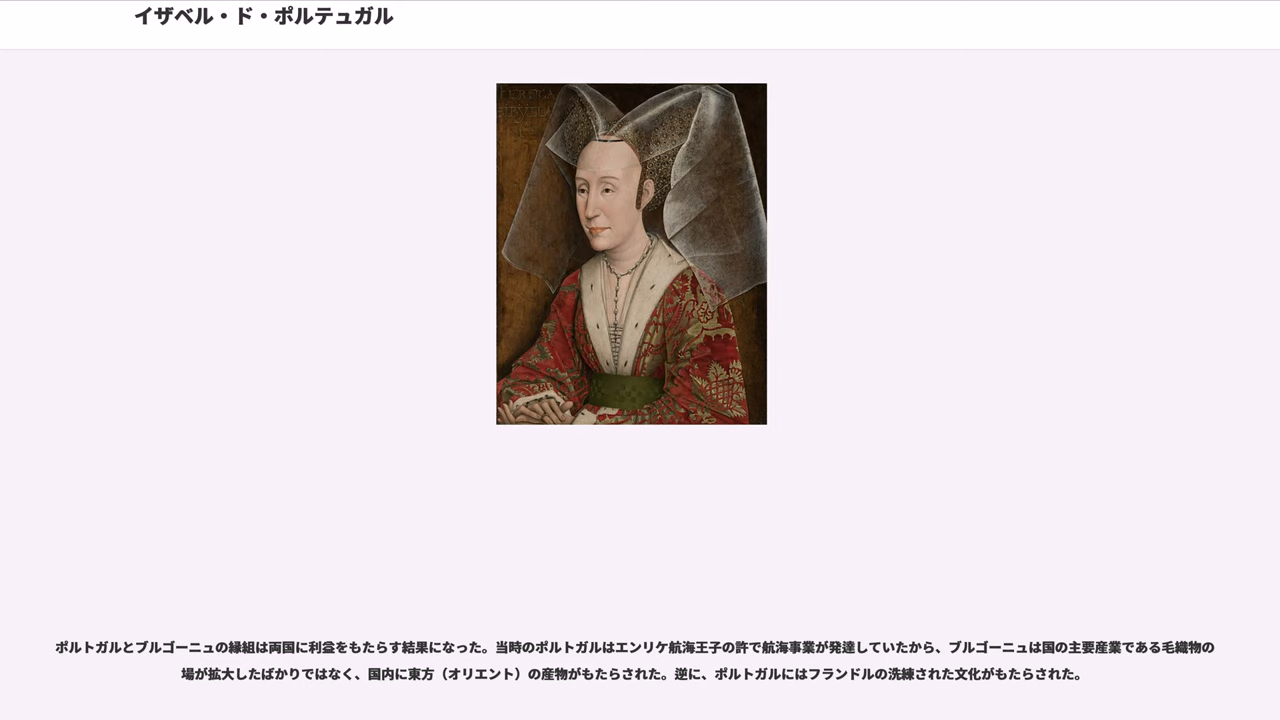 イザベル・ド・ポルテュガル
ポルトガルとブルゴーニュの縁組は両国に利益をもたらす結果になった。当時のポルトガルはエンリケ航海王子の許で航海事業が発達していたから、ブルゴーニュは国の主要産業である毛織物の
場が拡大したばかりではなく、国内に東方（オリエント）の産物がもたらされた。逆に、ポルトガルにはフランドルの洗練された文化がもたらされた。